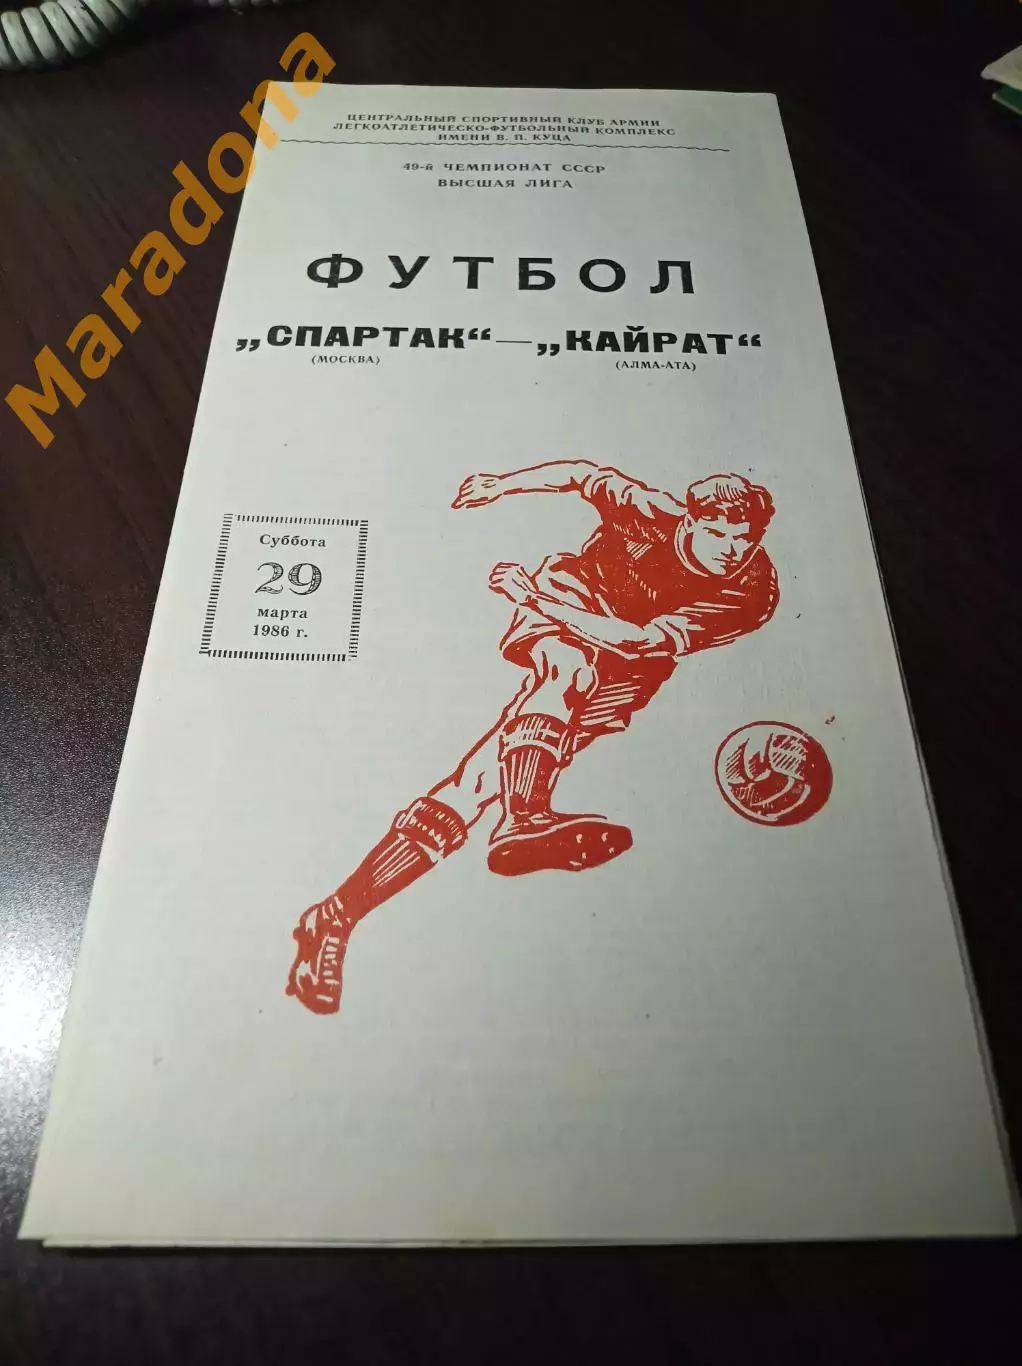 Maradona
ЦЕНТРАЛЬНЫЙ СПОРТИВНЫЙ КЛУБ АРМИИ
ЛЕГКОАТЛЕТИЧЕСКО-ФУТБОЛЬНЫЙ КОМПЛЕКС
ИМЕНИ В. П. КУЦА
49-й ЧЕМПИОНАТ СССР
ВЫСШАЯ ЛИГА
ФУТБОЛ
„СПАРТАК“ — „КАЙРАТ“
(МОСКВА) (АЛМА-АТА)
Суббота
29
марта
1986 г.